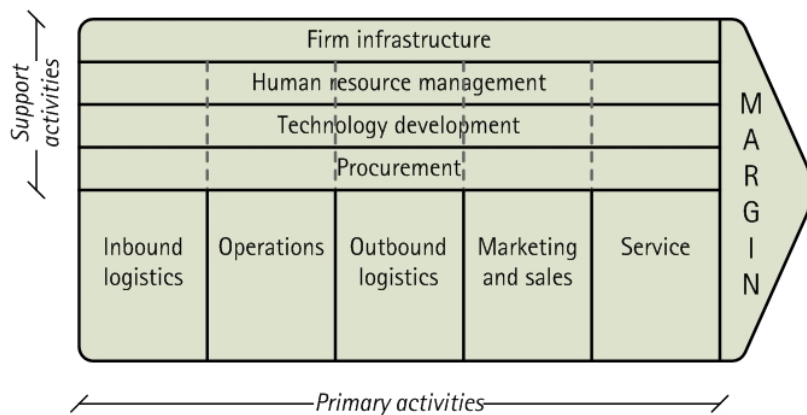 Support
activities
Firm infrastructure
Human resource management
Technology development
Procurement
Inbound
logistics
Operations
Outbound
logistics
Marketing
and sales
Service
MARGIN
Primary activities